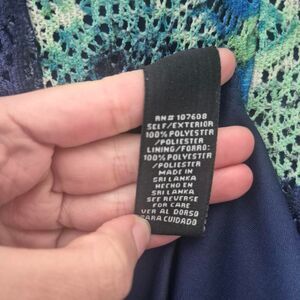 RN# 107608
SELF/EXTERIOR
100% POLYESTER
/POLIESTER
LINING/FORRO:
100% POLYESTER
/POLIESTER
MADE IN
SRI LANKA
HECHO EN
SRI LANKA
SEE REVERSE
FOR CARE
VER AL DORSO
PARA CUIDADO